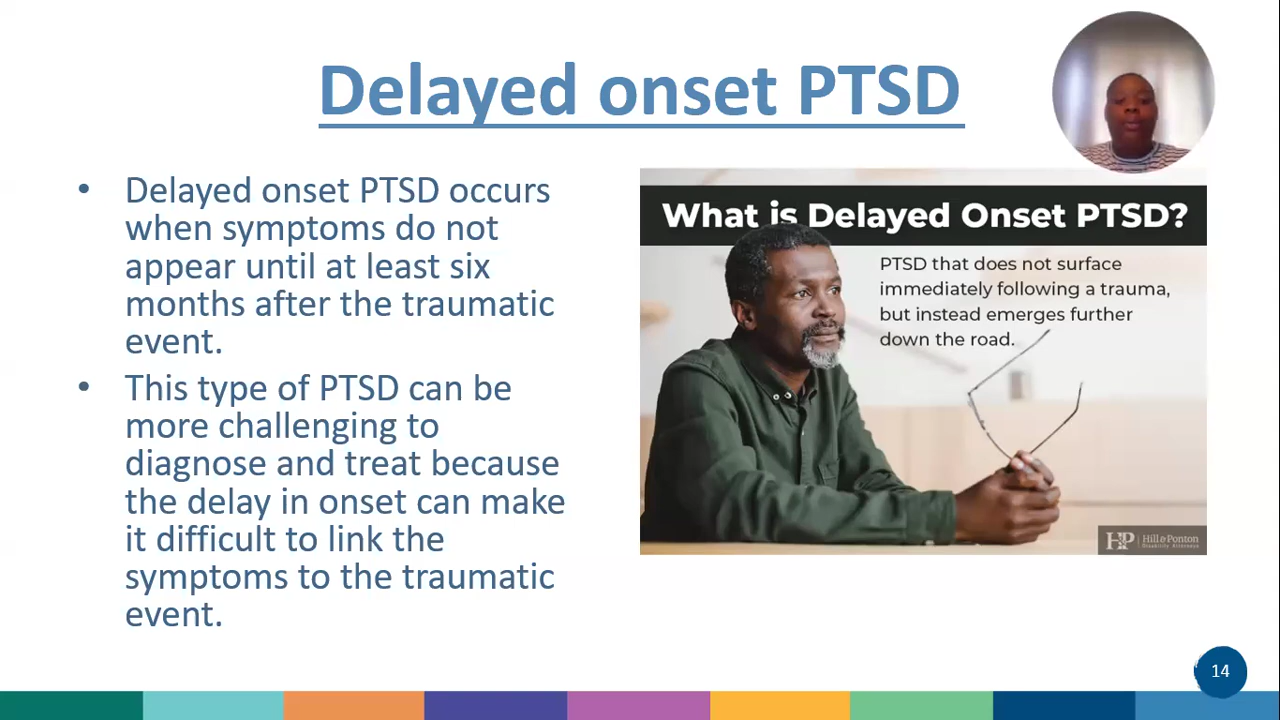 Delayed onset PTSD
• Delayed onset PTSD occurs
when symptoms do not
appear until at least six
months after the traumatic
event.
• This type of PTSD can be
more challenging to
diagnose and treat because
the delay in onset can make
it difficult to link the
symptoms to the traumatic
event.
What is Delayed Onset PTSD?
PTSD that does not surface
immediately following a trauma,
but instead emerges further
down the road.
HP Hill & Ponton
Disability Attorneys
14